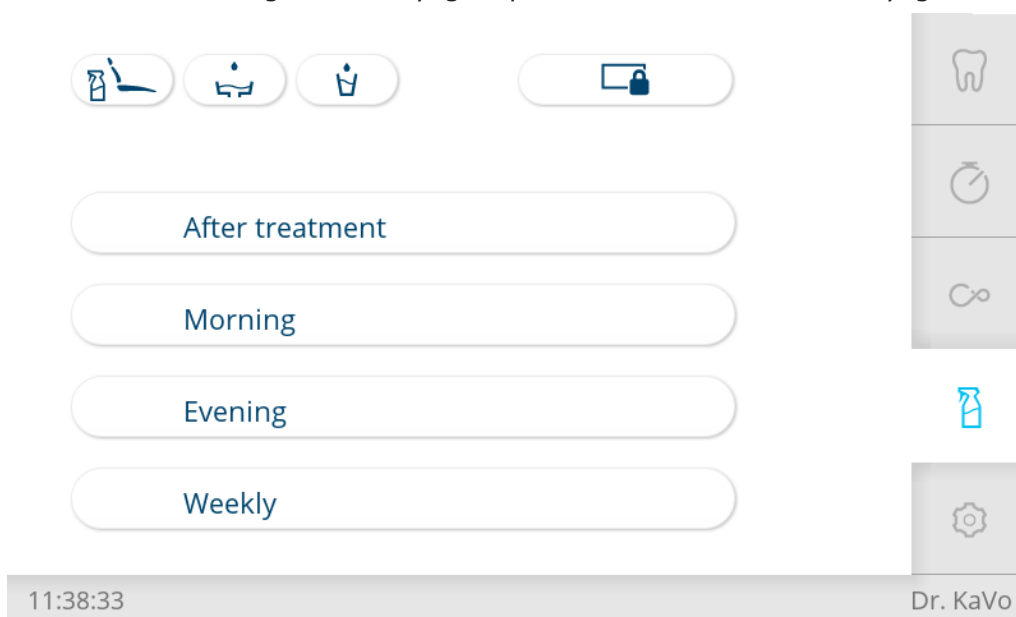 After treatment
Morning
Evening
Weekly
11:38:33
Dr. KaVo